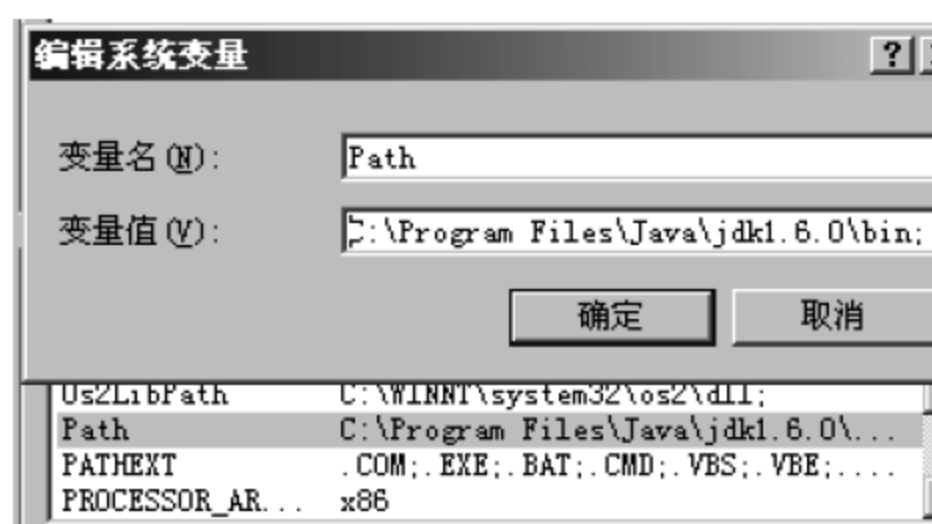 编辑系统变量
?
变量名(N):
Path
变量值(V):
C:\Program Files\Java\jdk1.6.0\bin;
确定
取消
Os2LibPath C:\WINNT\system32\os2\dll;
Path C:\Program Files\Java\jdk1.6.0\...
PATHEXT .COM;.EXE;.BAT;.CMD;.VBS;.VBE;....
PROCESSOR_AR... x86